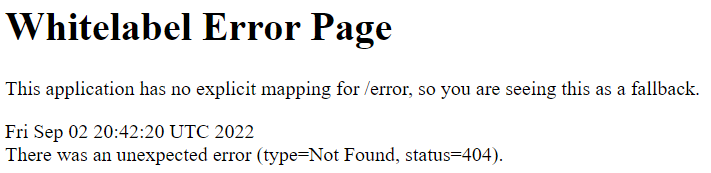 Whitelabel Error Page
This application has no explicit mapping for /error, so you are seeing this as a fallback.
Fri Sep 02 20:42:20 UTC 2022
There was an unexpected error (type=Not Found, status=404).